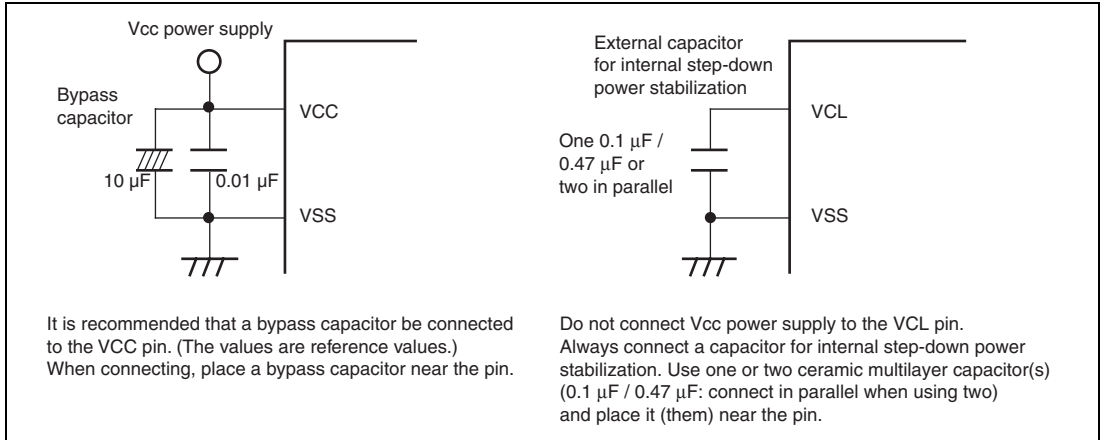 Vcc power supply
Bypass
capacitor
VCC
10 µF
0.01 µF
VSS
It is recommended that a bypass capacitor be connected
to the VCC pin. (The values are reference values.)
When connecting, place a bypass capacitor near the pin.
External capacitor
for internal step-down
power stabilization
VCL
One 0.1 µF /
0.47 µF or
two in parallel
VSS
Do not connect Vcc power supply to the VCL pin.
Always connect a capacitor for internal step-down power
stabilization. Use one or two ceramic multilayer capacitor(s)
(0.1 µF / 0.47 µF: connect in parallel when using two)
and place it (them) near the pin.